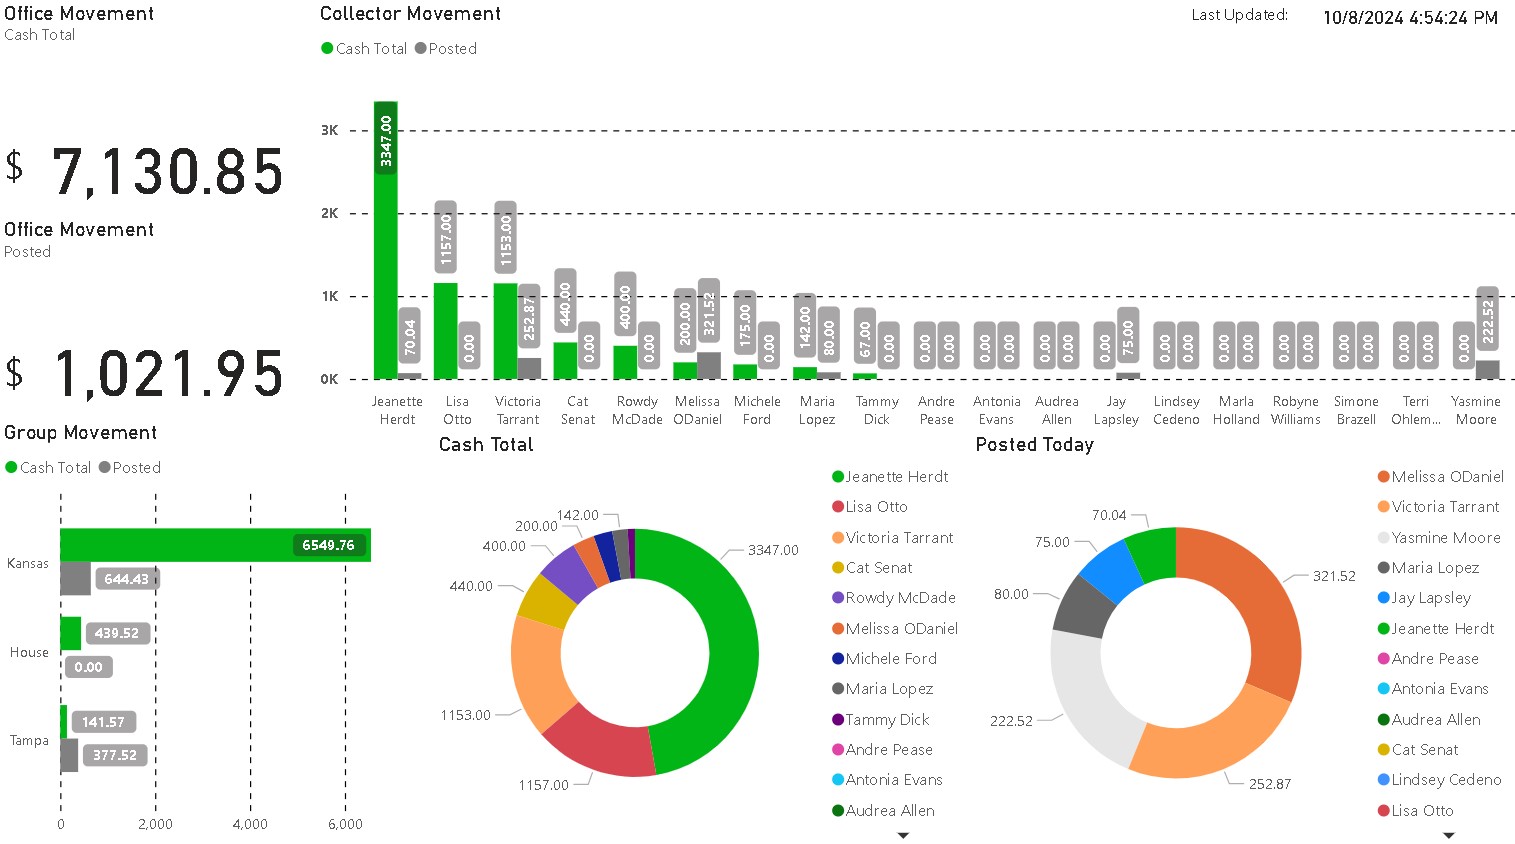 Office Movement
Cash Total
$ 7,130.85
Office Movement
Posted
$ 1,021.95
Collector Movement
Cash Total Posted
Last Updated: 10/8/2024 4:54:24 PM
3K
2K
1K
0K
3347.00
70.04
1157.00
0.00
1153.00
252.87
440.00
0.00
400.00
0.00
200.00
321.52
175.00
0.00
142.00
80.00
67.00
0.00
0.00
0.00
0.00
0.00
0.00
0.00
0.00
75.00
0.00
0.00
0.00
0.00
0.00
0.00
0.00
0.00
0.00
0.00
0.00
222.52
Jeanette
Herdt
Lisa
Otto
Victoria
Tarrant
Cat
Senat
Rowdy
McDade
Melissa
ODaniel
Michele
Ford
Maria
Lopez
Tammy
Dick
Andre
Pease
Antonia
Evans
Audrea
Allen
Jay
Lapsley
Lindsey
Cedeno
Marla
Holland
Robyne
Williams
Simone
Brazell
Terri
Ohlem...
Yasmine
Moore
Group Movement
Cash Total Posted
Kansas
6549.76
644.43
House
439.52
0.00
Tampa
141.57
377.52
0
2,000
4,000
6,000
Cash Total
142.00
200.00
400.00
440.00
1153.00
1157.00
3347.00
Jeanette Herdt
Lisa Otto
Victoria Tarrant
Cat Senat
Rowdy McDade
Melissa ODaniel
Michele Ford
Maria Lopez
Tammy Dick
Andre Pease
Antonia Evans
Audrea Allen
Posted Today
70.04
75.00
80.00
222.52
252.87
321.52
Melissa ODaniel
Victoria Tarrant
Yasmine Moore
Maria Lopez
Jay Lapsley
Jeanette Herdt
Andre Pease
Antonia Evans
Audrea Allen
Cat Senat
Lindsey Cedeno
Lisa Otto